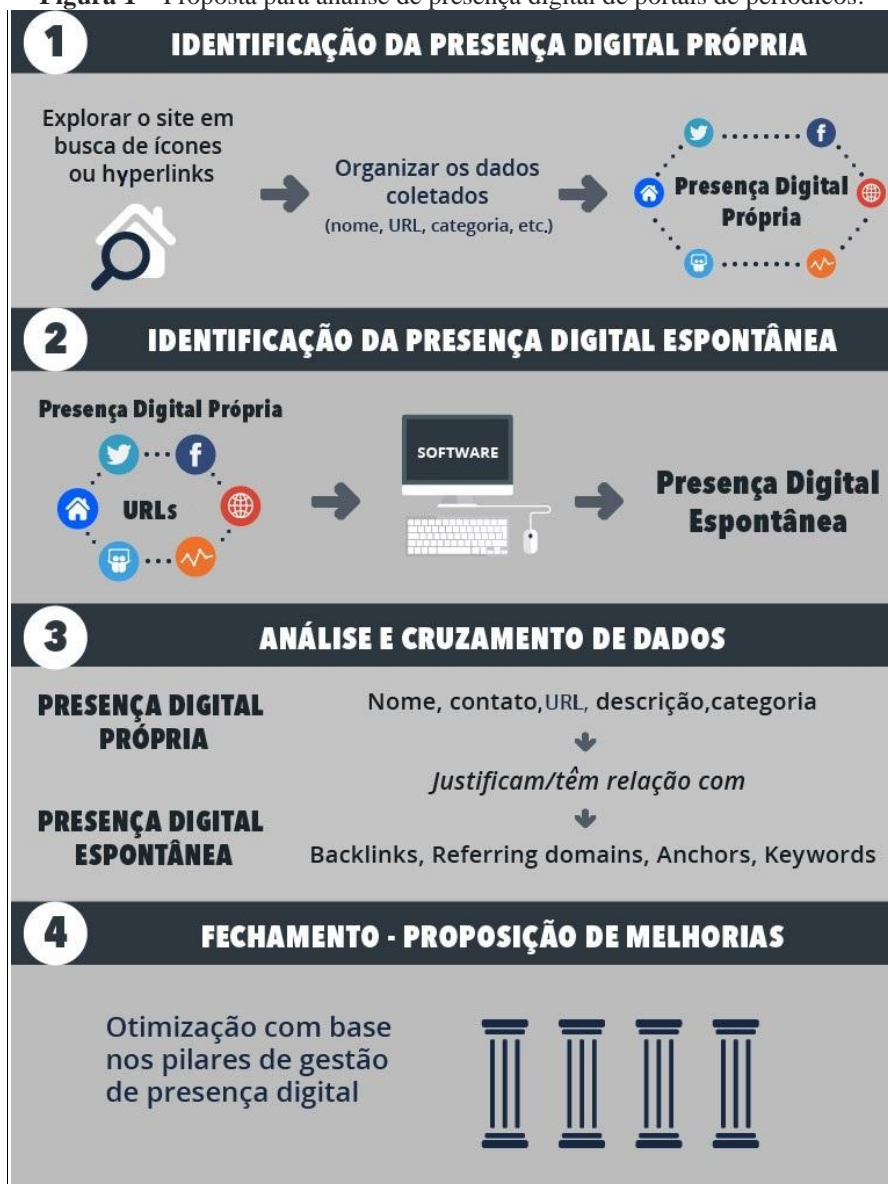 Figura 1 - Proposta para análise de presença digital de portais de periódicos.
1
IDENTIFICAÇÃO DA PRESENÇA DIGITAL PRÓPRIA
Explorar o site em
busca de ícones
ou hyperlinks
Organizar os dados
coletados
(nome, URL, categoria, etc.)
Presença Digital
Própria
2
IDENTIFICAÇÃO DA PRESENÇA DIGITAL ESPONTÂNEA
Presença Digital Própria
URLs
SOFTWARE
Presença Digital
Espontânea
3
ANÁLISE E CRUZAMENTO DE DADOS
PRESENÇA DIGITAL
PRÓPRIA
Nome, contato,URL, descrição,categoria
Justificam/têm relação com
PRESENÇA DIGITAL
ESPONTÂNEA
Backlinks, Referring domains, Anchors, Keywords
4
FECHAMENTO - PROPOSIÇÃO DE MELHORIAS
Otimização com base
nos pilares de gestão
de presença digital